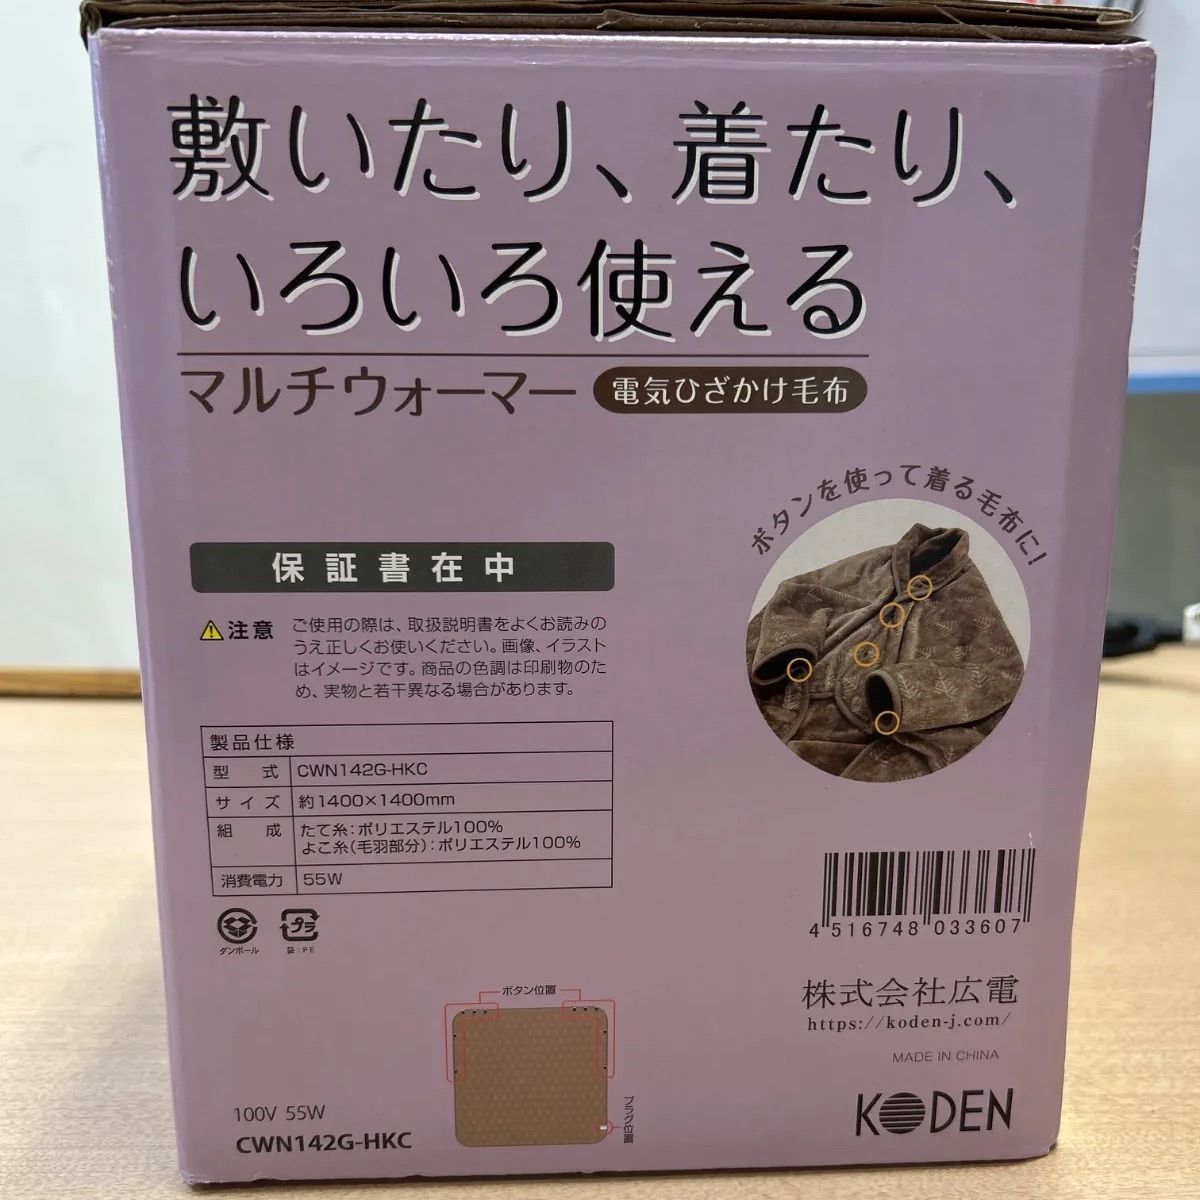 敷いたり、着たり、
いろいろ使える
マルチウォーマー 電気ひざかけ毛布
ボタンを使って着る毛布に!
保証書在中
注意 ご使用の際は、取扱説明書をよくお読みの
うえ正しくお使いください。画像、イラスト
はイメージです。商品の色調は印刷物のた
め、実物と若干異なる場合があります。
製品仕様
型式 CWN142G-HKC
サイズ 約1400×1400mm
組成 たて糸:ポリエステル100%
よこ糸(毛羽部分):ポリエステル100%
消費電力 55W
ダンボール
プラ
袋:PE
4 516748 033607
株式会社広電
https://koden-j.com/
MADE IN CHINA
KODEN
ボタン位置
プラグ位置
100V 55W
CWN142G-HKC